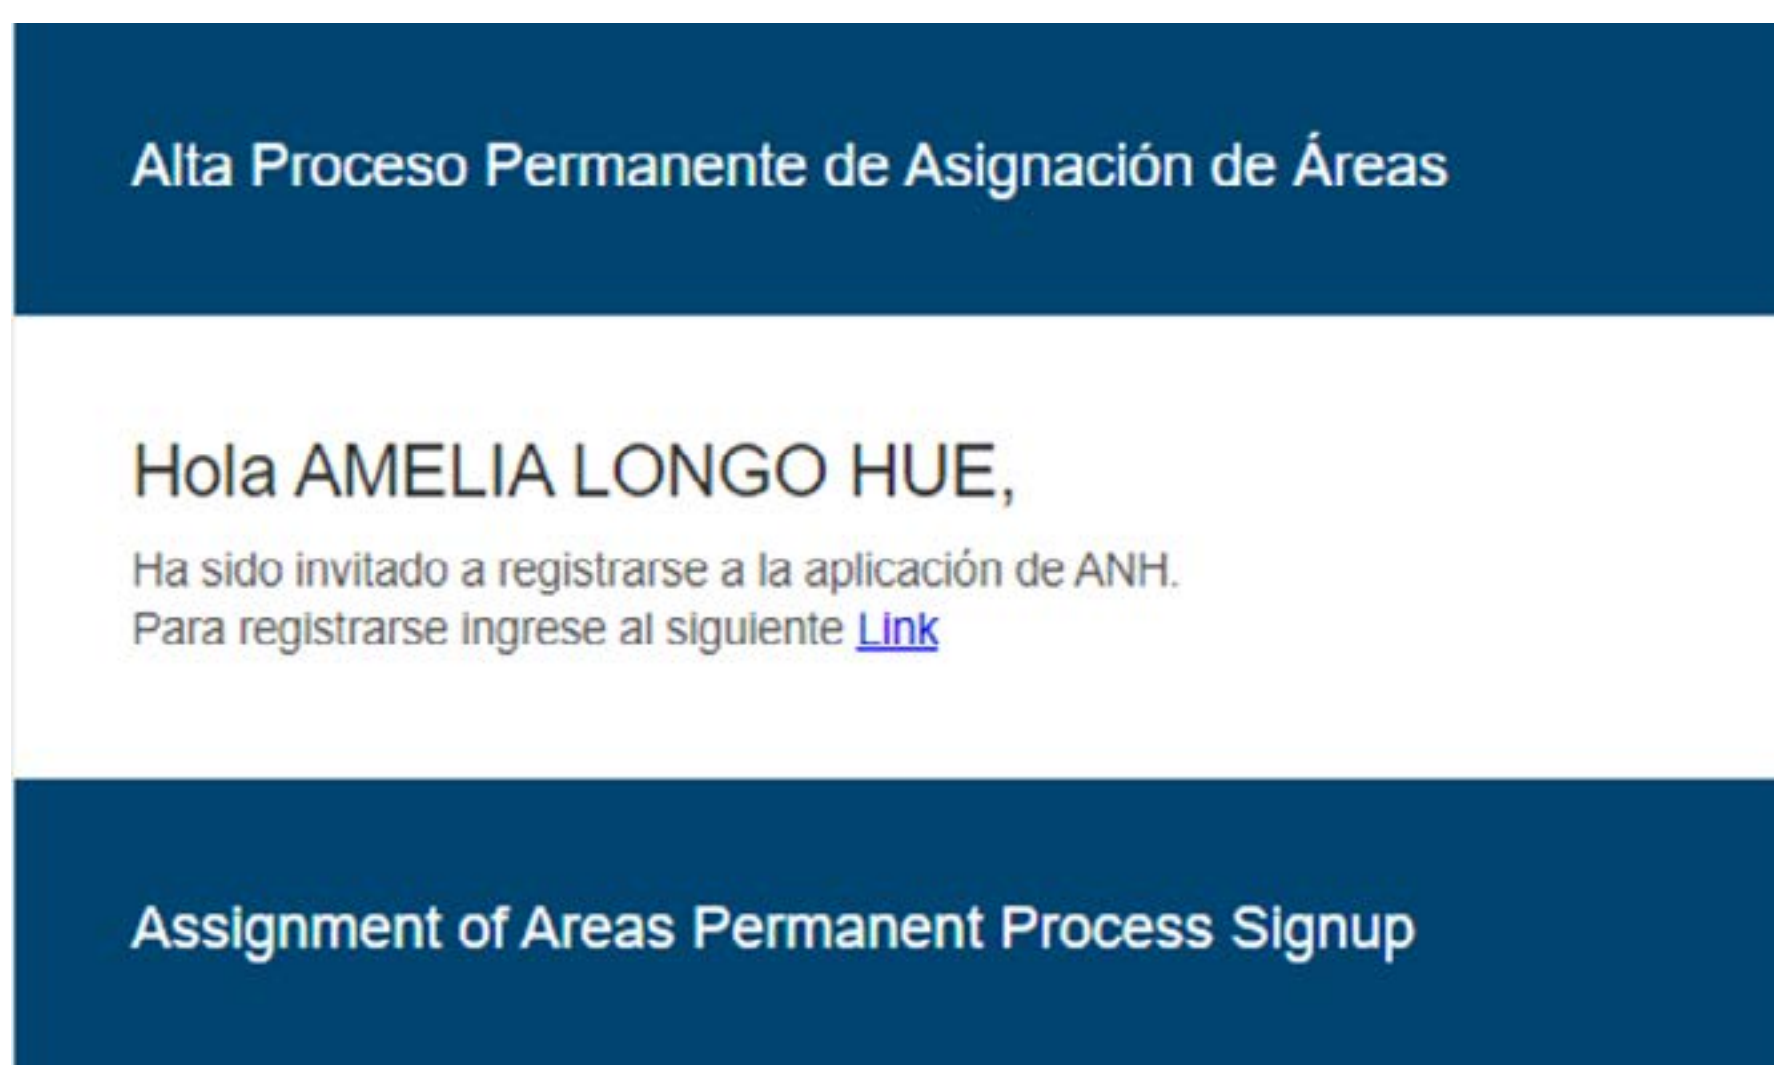 Alta Proceso Permanente de Asignación de Áreas
Hola AMELIA LONGO HUE,
Ha sido invitado a registrarse a la aplicación de ANH.
Para registrarse ingrese al siguiente Link
Assignment of Areas Permanent Process Signup